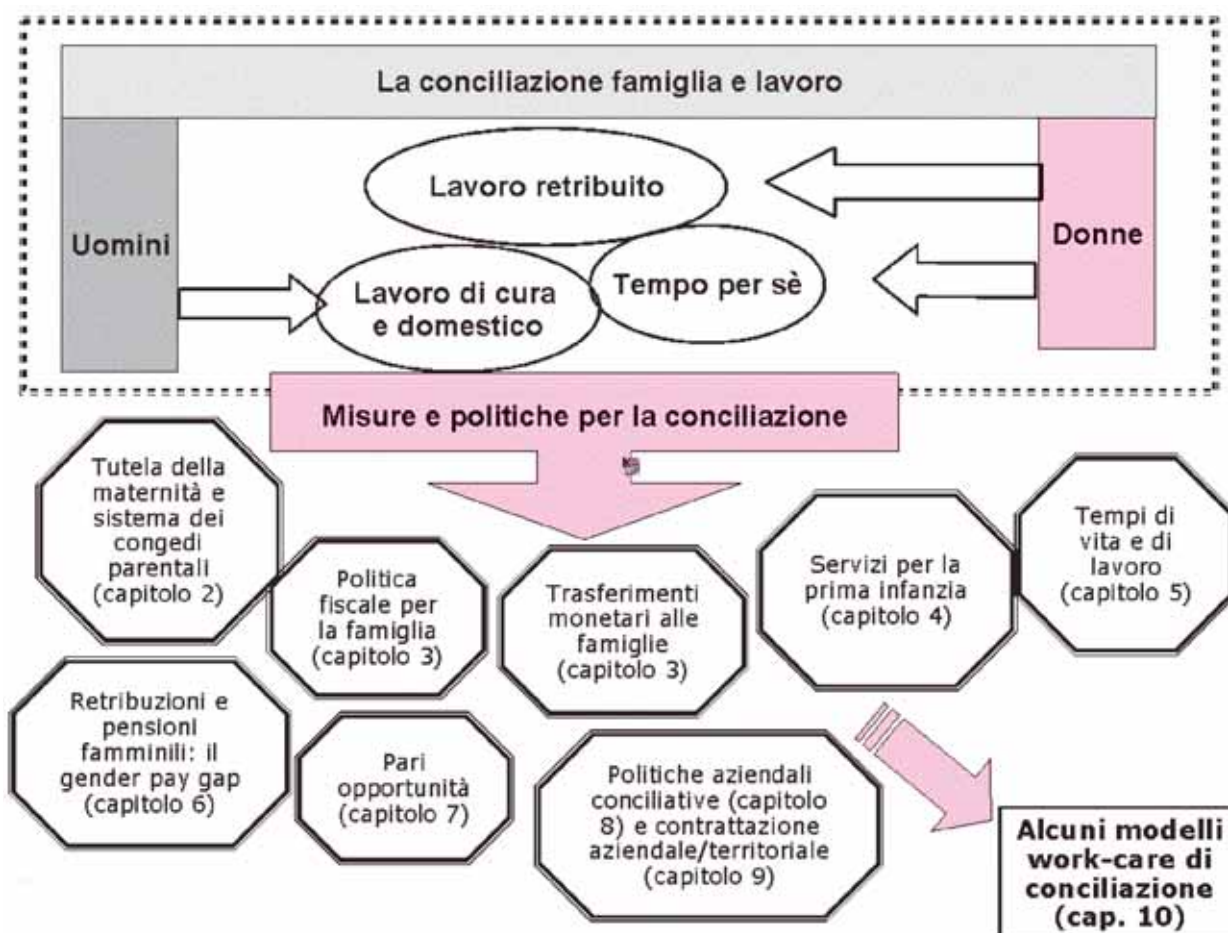 La conciliazione famiglia e lavoro
Uomini
Lavoro retribuito
Donne
Tempo per sè
Lavoro di cura
e domestico
Misure e politiche per la conciliazione
Tutela della
maternità e
sistema dei
congedi
parentali
(capitolo 2)
Politica
fiscale per
la famiglia
(capitolo 3)
Trasferimenti
monetari alle
famiglie
(capitolo 3)
Servizi per la
prima infanzia
(capitolo 4)
Tempi di
vita e di
lavoro
(capitolo 5)
Retribuzioni e
pensioni
famminili: il
gender pay gap
(capitolo 6)
Pari
opportunità
(capitolo 7)
Politiche aziendali
conciliative (capitolo
8) e contrattazione
aziendale/territoriale
(capitolo 9)
Alcuni modelli
work-care di
conciliazione
(cap. 10)